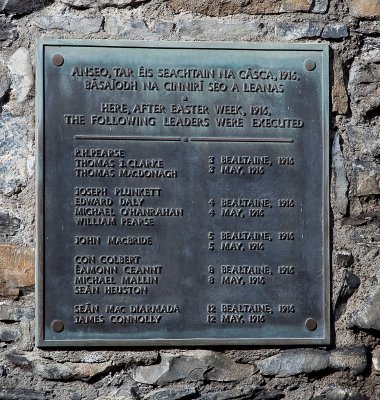 ANSEO, TAR ÉIS SEACHTAIN NA CÁSCA, 1916,
BÁSAÍODH NA CINNIRÍ SEO A LEANAS
HERE, AFTER EASTER WEEK, 1916,
THE FOLLOWING LEADERS WERE EXECUTED
P.H. PEARSE
THOMAS J. CLARKE 3 BEALTAINE, 1916
THOMAS MACDONAGH 3 MAY, 1916
JOSEPH PLUNKETT
EDWARD DALY 4 BEALTAINE, 1916
MICHAEL O'HANRAHAN 4 MAY, 1916
WILLIAM PEARSE
JOHN MACBRIDE 5 BEALTAINE, 1916
5 MAY, 1916
CON COLBERT
ÉAMONN CEANNT 8 BEALTAINE, 1916
MICHAEL MALLIN 8 MAY, 1916
SEÁN HEUSTON
SEÁN MAC DIARMADA 12 BEALTAINE, 1916
JAMES CONNOLLY 12 MAY, 1916